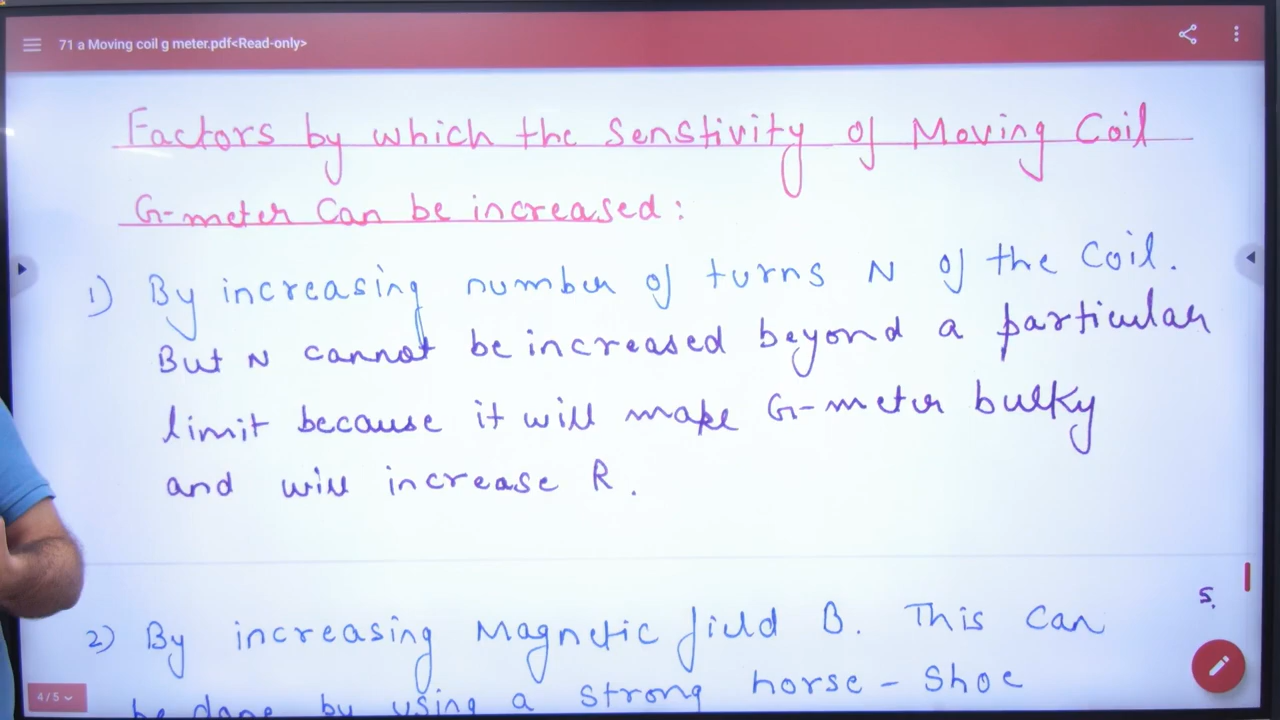 71 a Moving coil g meter.pdf<Read-only>
Factors by which the Senstivity of Moving Coil
G-meter Can be increased:
1) By increasing number of turns N of the Coil.
But N cannot be increased beyond a particular
limit because it will make G-meter bulky
and will increase R.
5.
2) By increasing Magnetic field B. This Can
be done by using a strong horse-Shoe
4/5